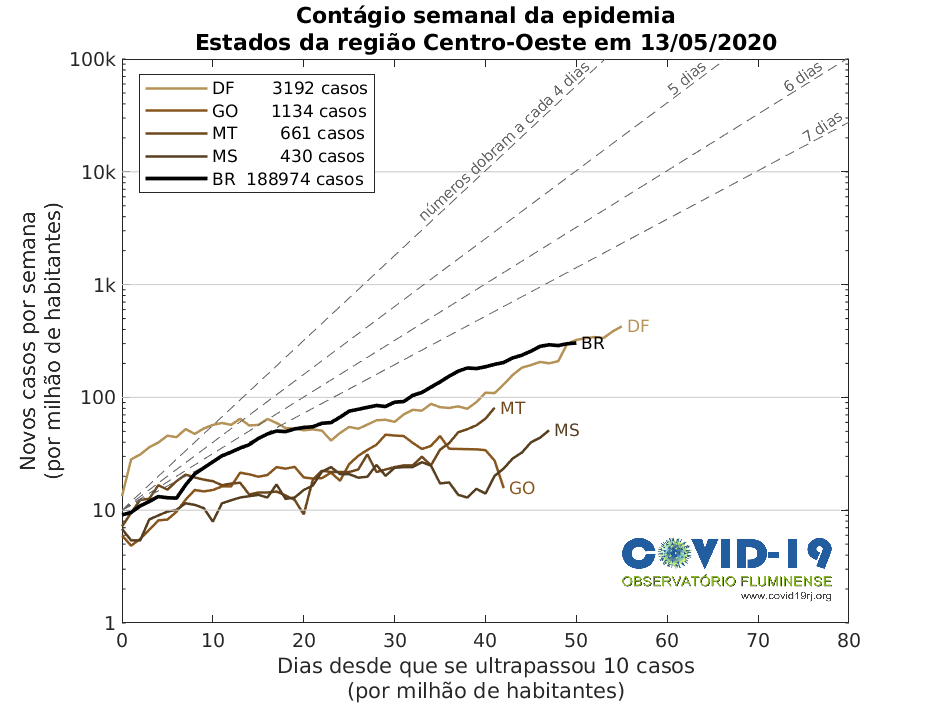 Contágio semanal da epidemia
Estados da região Centro-Oeste em 13/05/2020
Novos casos por semana
(por milhão de habitantes)
100k
10k
1k
100
10
1
DF 3192 casos
GO 1134 casos
MT 661 casos
MS 430 casos
BR 188974 casos
números dobram a cada 4 dias
5 dias
6 dias
7 dias
DF
BR
MT
MS
GO
COVID-19
OBSERVATÓRIO FLUMINENSE
www.covid19rj.org
0 10 20 30 40 50 60 70 80
Dias desde que se ultrapassou 10 casos
(por milhão de habitantes)